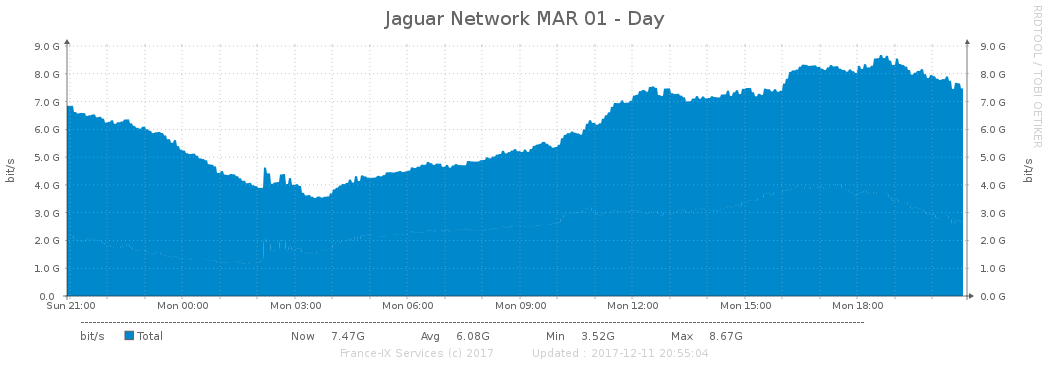 Jaguar Network MAR 01 - Day
RRDTOOL / TOBI OETIKER
9.0 G 9.0 G
8.0 G 8.0 G
7.0 G 7.0 G
6.0 G 6.0 G
5.0 G 5.0 G
4.0 G 4.0 G
3.0 G 3.0 G
2.0 G 2.0 G
1.0 G 1.0 G
0.0 0.0 G
bit/s
bit/s
Sun 21:00 Mon 00:00 Mon 03:00 Mon 06:00 Mon 09:00 Mon 12:00 Mon 15:00 Mon 18:00
bit/s Total Now 7.47G Avg 6.08G Min 3.52G Max 8.67G
France-IX Services (c) 2017 Updated : 2017-12-11 20:55:04